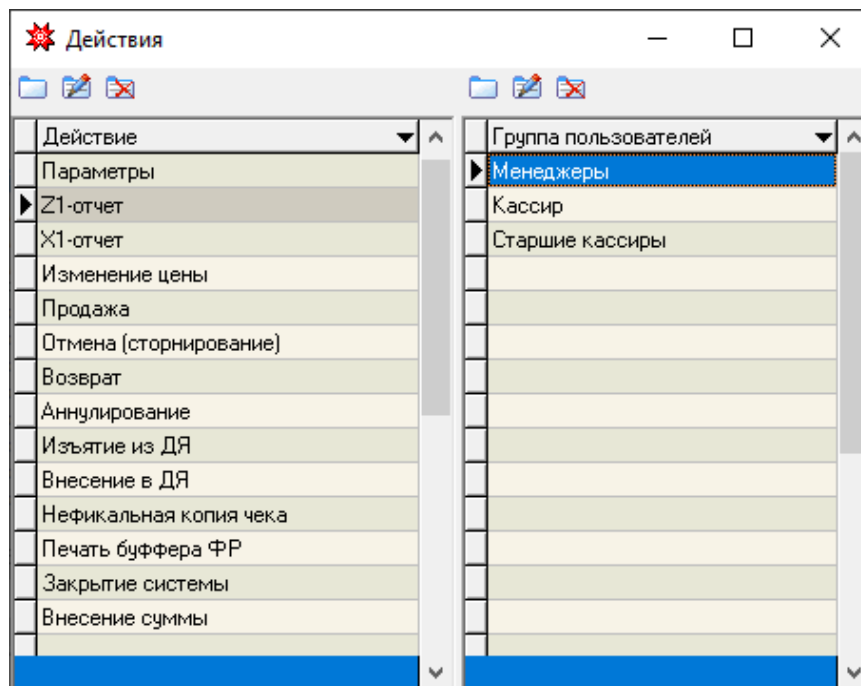 Действия
Действие
Параметры
Z1-отчет
X1-отчет
Изменение цены
Продажа
Отмена (сторнирование)
Возврат
Аннулирование
Изъятие из ДЯ
Внесение в ДЯ
Нефикальная копия чека
Печать буффера ФР
Закрытие системы
Внесение суммы
Группа пользователей
Менеджеры
Кассир
Старшие кассиры